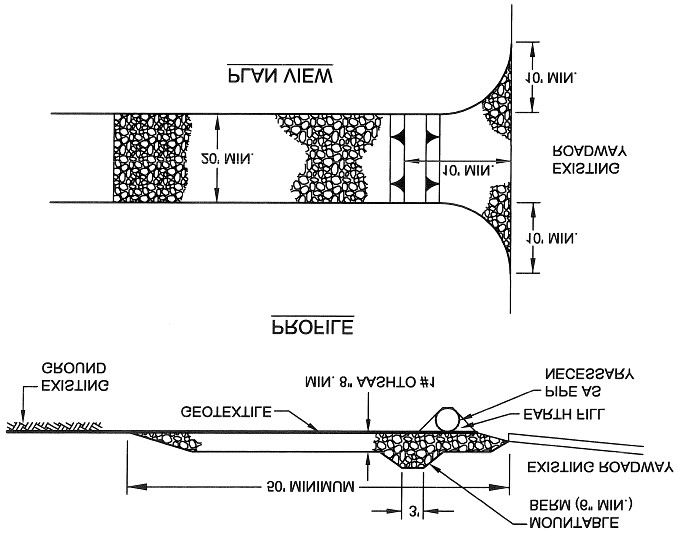 MOUNTABLE
BERM (6" MIN.)
3'
50' MINIMUM
EXISTING ROADWAY
EARTH FILL
PIPE AS
NECESSARY
GEOTEXTILE
MIN. 8" AASHTO #1
EXISTING
GROUND
PROFILE
10' MIN.
EXISTING
ROADWAY
10' MIN.
20' MIN.
10' MIN.
PLAN VIEW